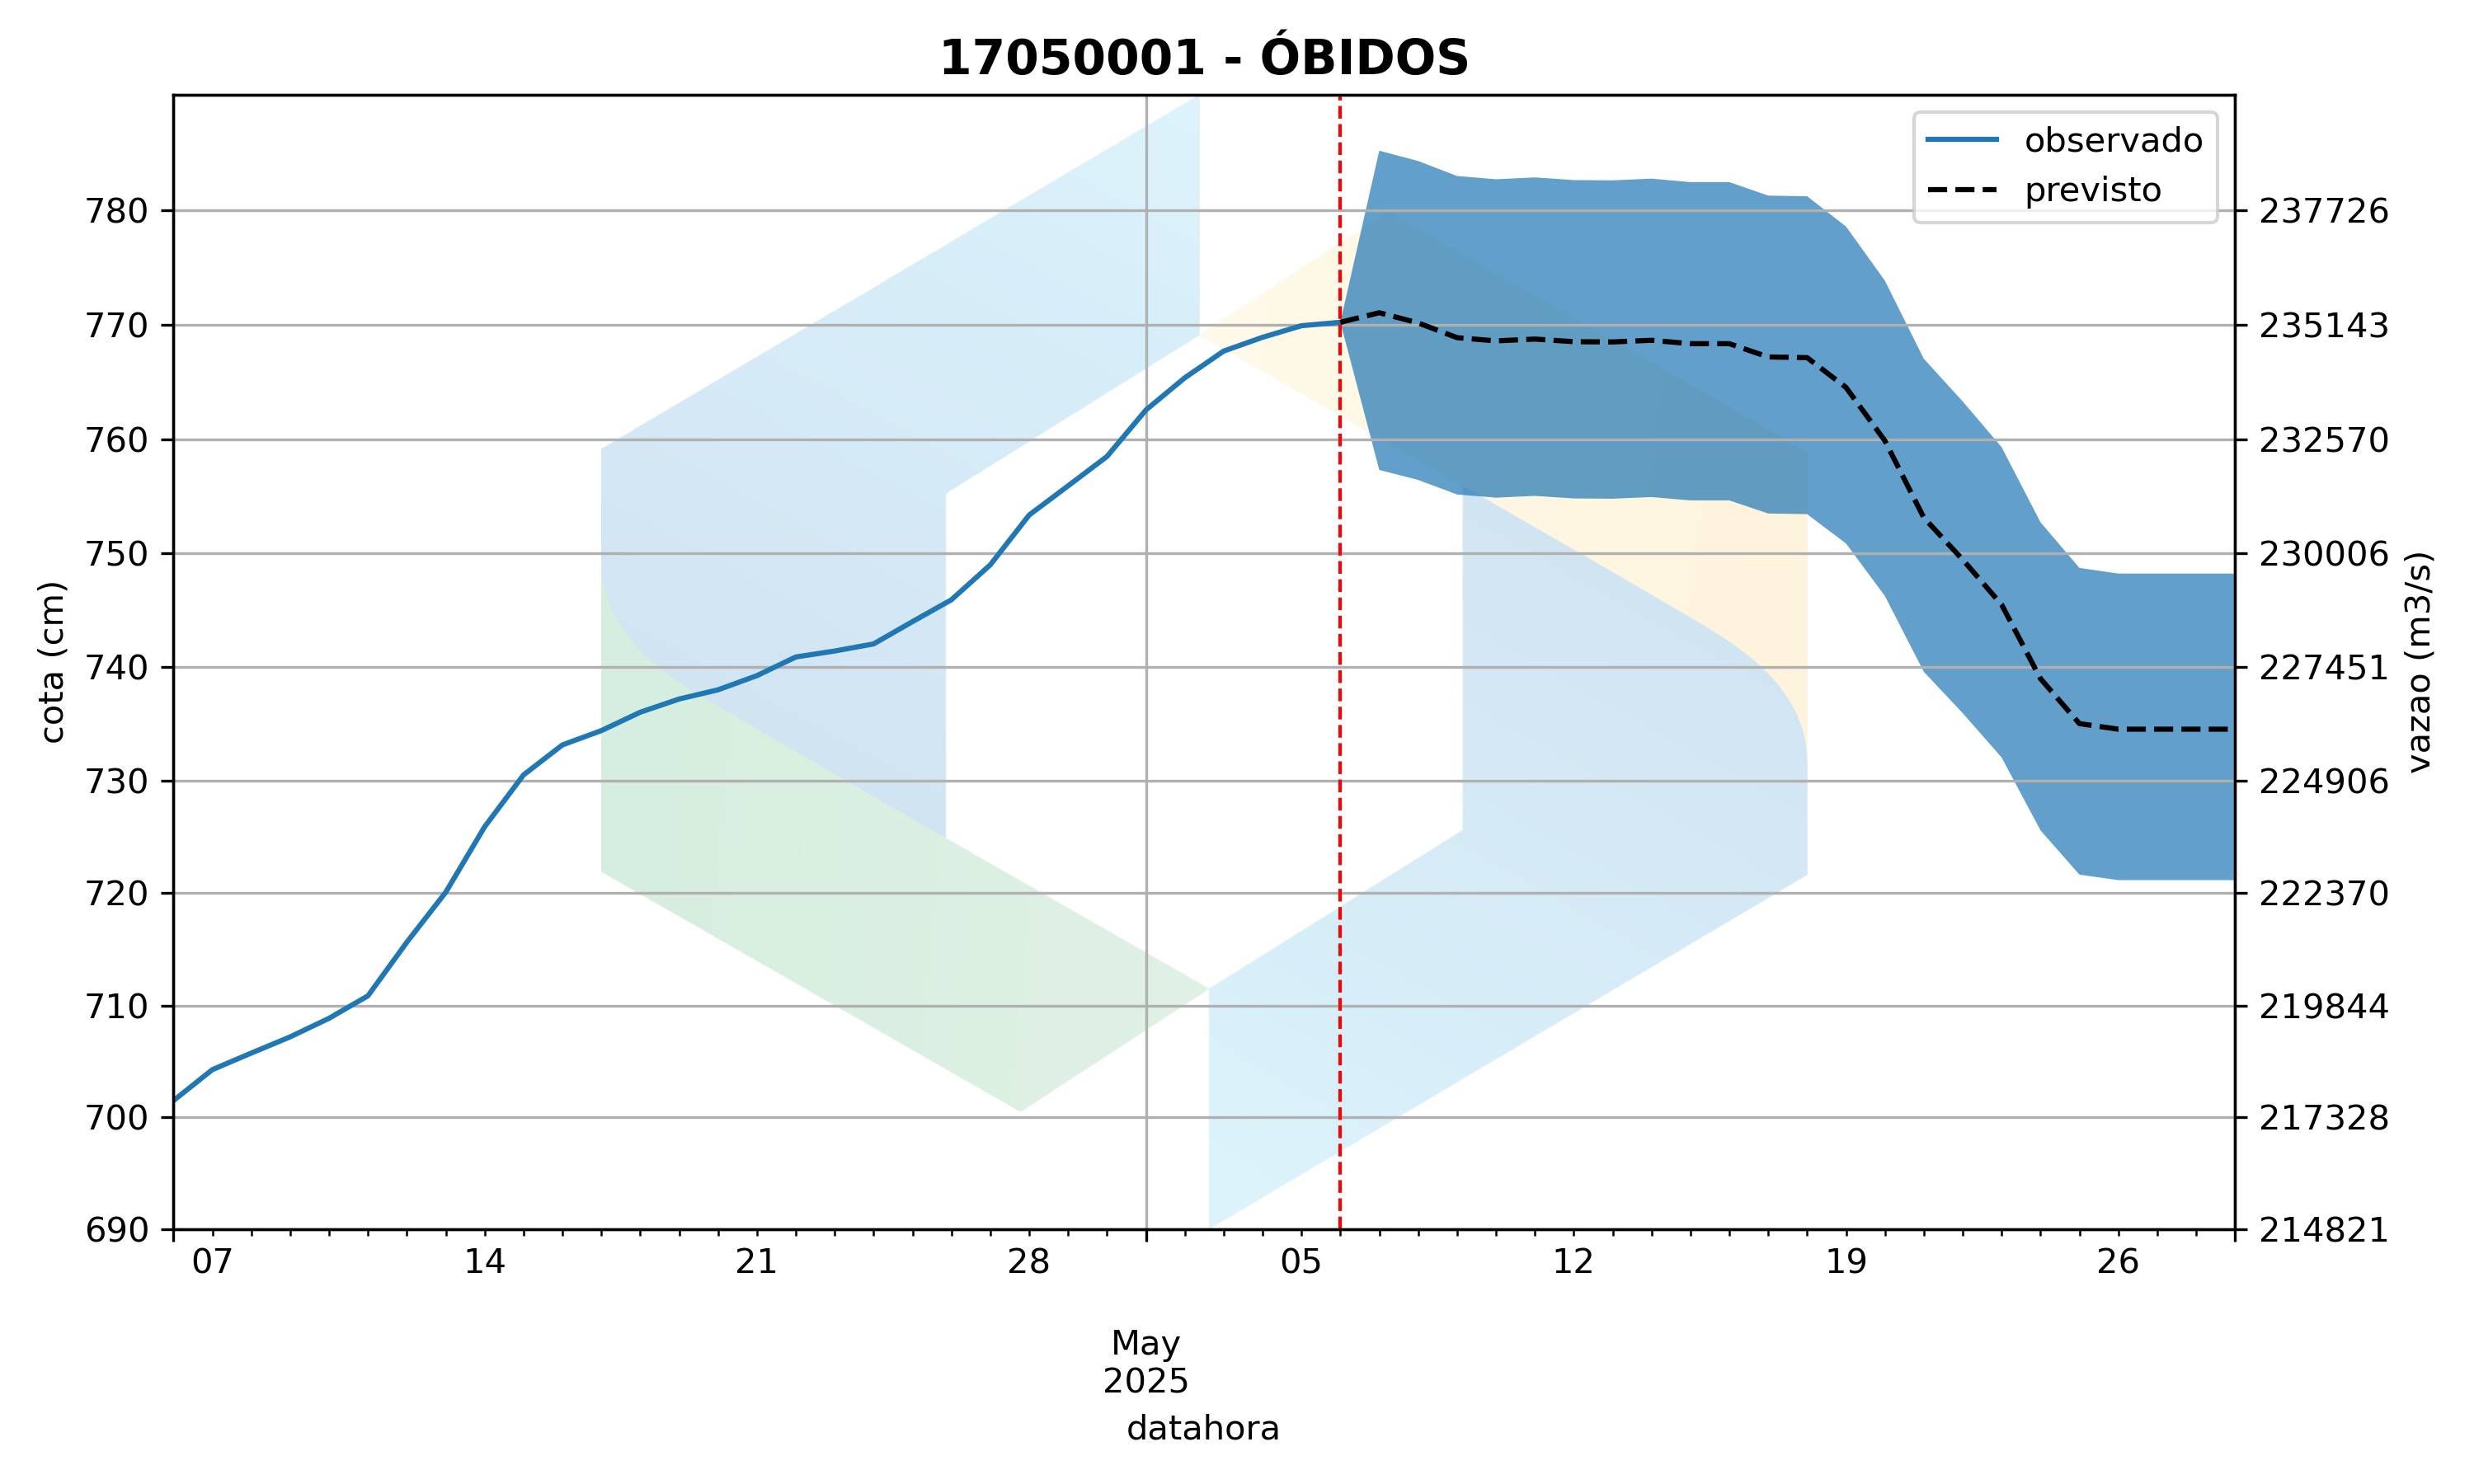 17050001 - ÓBIDOS
observado
previsto
780
770
760
750
740
730
720
710
700
690
cota (cm)
237726
235143
232570
230006
227451
224906
222370
219844
217328
214821
vazao (m3/s)
07 14 21 28 05 12 19 26
May
2025
datahora